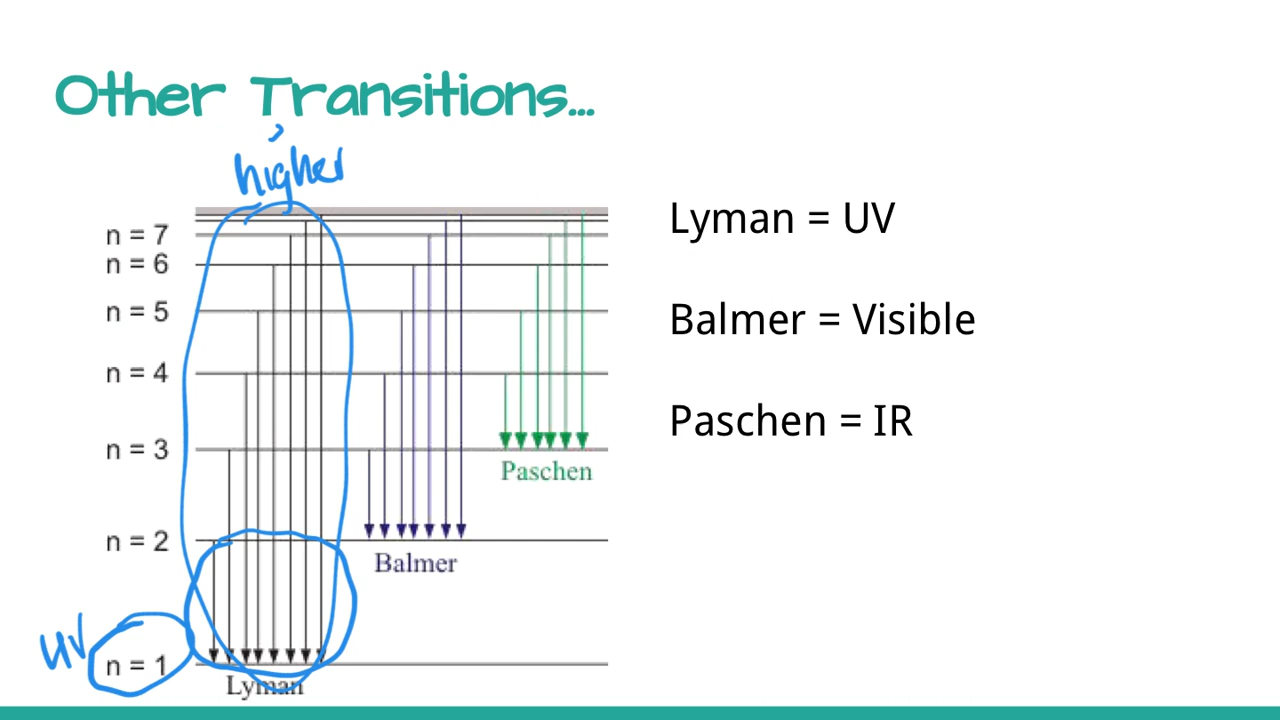 Other Transitions...
higher
n = 7
n = 6
n = 5
n = 4
n = 3
n = 2
n = 1
UV
Paschen
Balmer
Lyman
Lyman = UV
Balmer = Visible
Paschen = IR